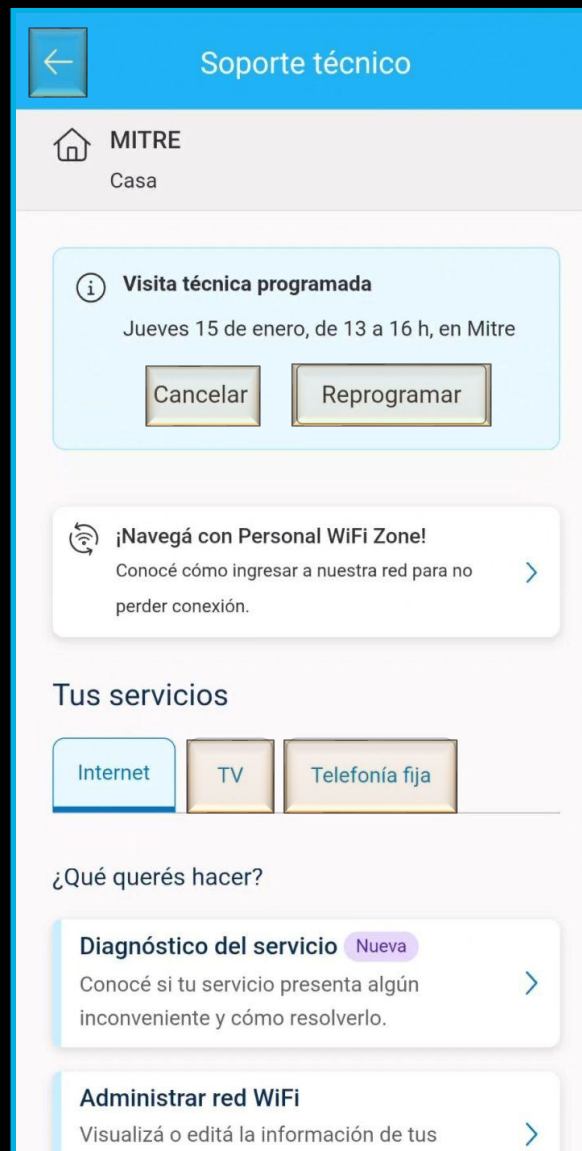 Soporte técnico
MITRE
Casa
Visita técnica programada
Jueves 15 de enero, de 13 a 16 h, en Mitre
Cancelar
Reprogramar
¡Navegá con Personal WiFi Zone!
Conocé cómo ingresar a nuestra red para no
perder conexión.
Tus servicios
Internet
TV
Telefonía fija
¿Qué querés hacer?
Diagnóstico del servicio Nueva
Conocé si tu servicio presenta algún
inconveniente y cómo resolverlo.
Administrar red WiFi
Visualizá o editá la información de tus